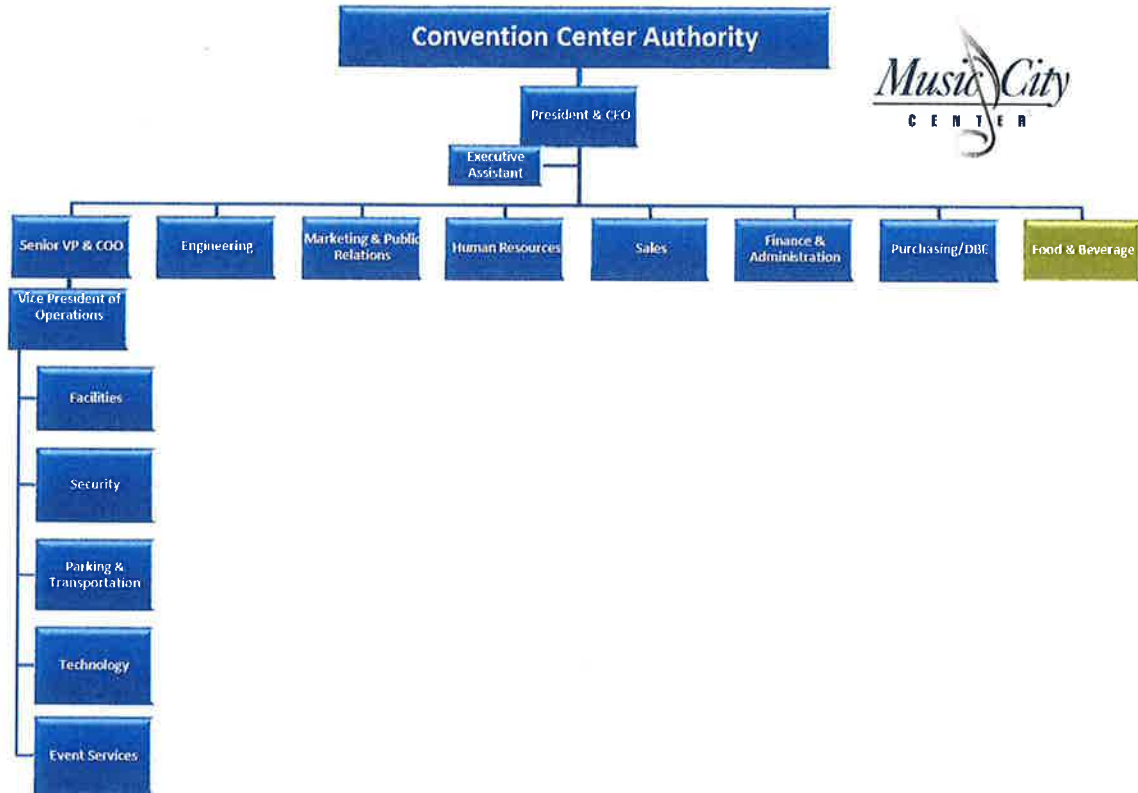 Convention Center Authority
Music City
CENTER
President & CEO
Executive
Assistant
Senior VP & COO
Engineering
Marketing & Public
Relations
Human Resources
Sales
Finance &
Administration
Purchasing/DBE
Food & Beverage
Vice President of
Operations
Facilities
Security
Parking &
Transportation
Technology
Event Services